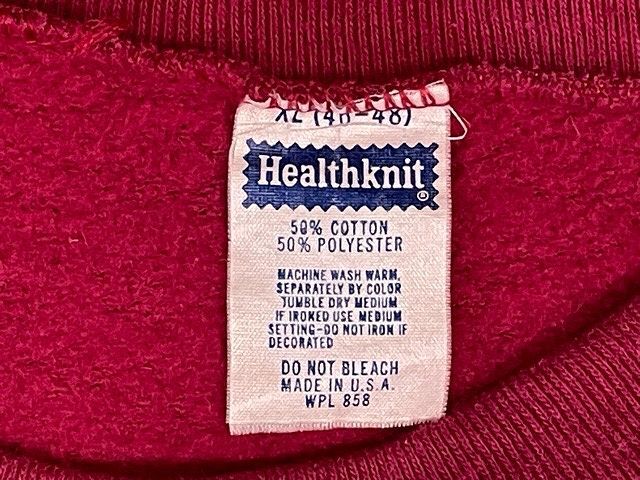 XL (46-48)
Healthknit®
50% COTTON
50% POLYESTER
MACHINE WASH WARM,
SEPARATELY BY COLOR
TUMBLE DRY MEDIUM
IF IRONED USE MEDIUM
SETTING-DO NOT IRON IF
DECORATED
DO NOT BLEACH
MADE IN U.S.A.
WPL 858